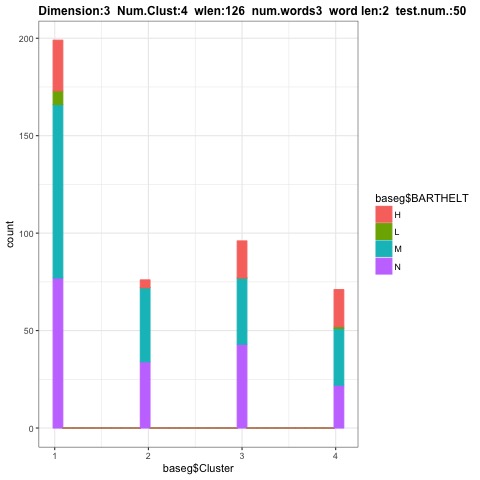 Dimension:3  Num.Clust:4  wlen:126  num.words3  word len:2  test.num.:50
200
150
100
50
0
count
1 2 3 4
baseg$Cluster
baseg$BARTHELT
H
L
M
N